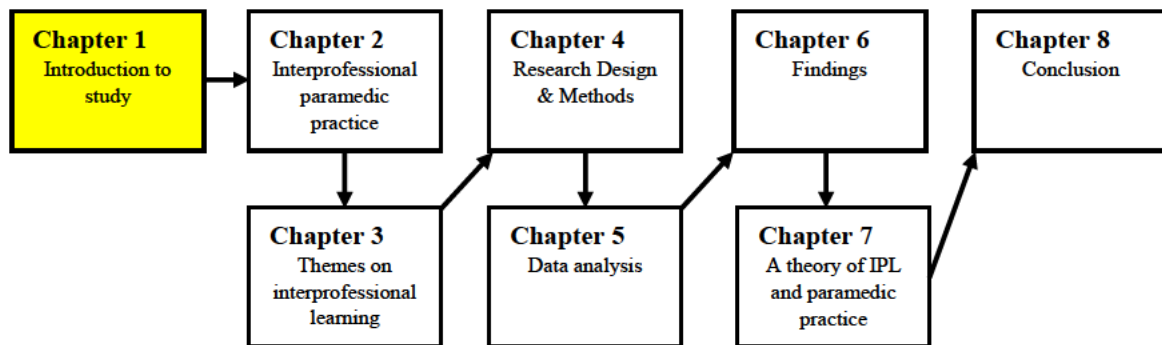 Chapter 1
Introduction to
study
Chapter 2
Interprofessional
paramedic
practice
Chapter 3
Themes on
interprofessional
learning
Chapter 4
Research Design
& Methods
Chapter 5
Data analysis
Chapter 6
Findings
Chapter 7
A theory of IPL
and paramedic
practice
Chapter 8
Conclusion